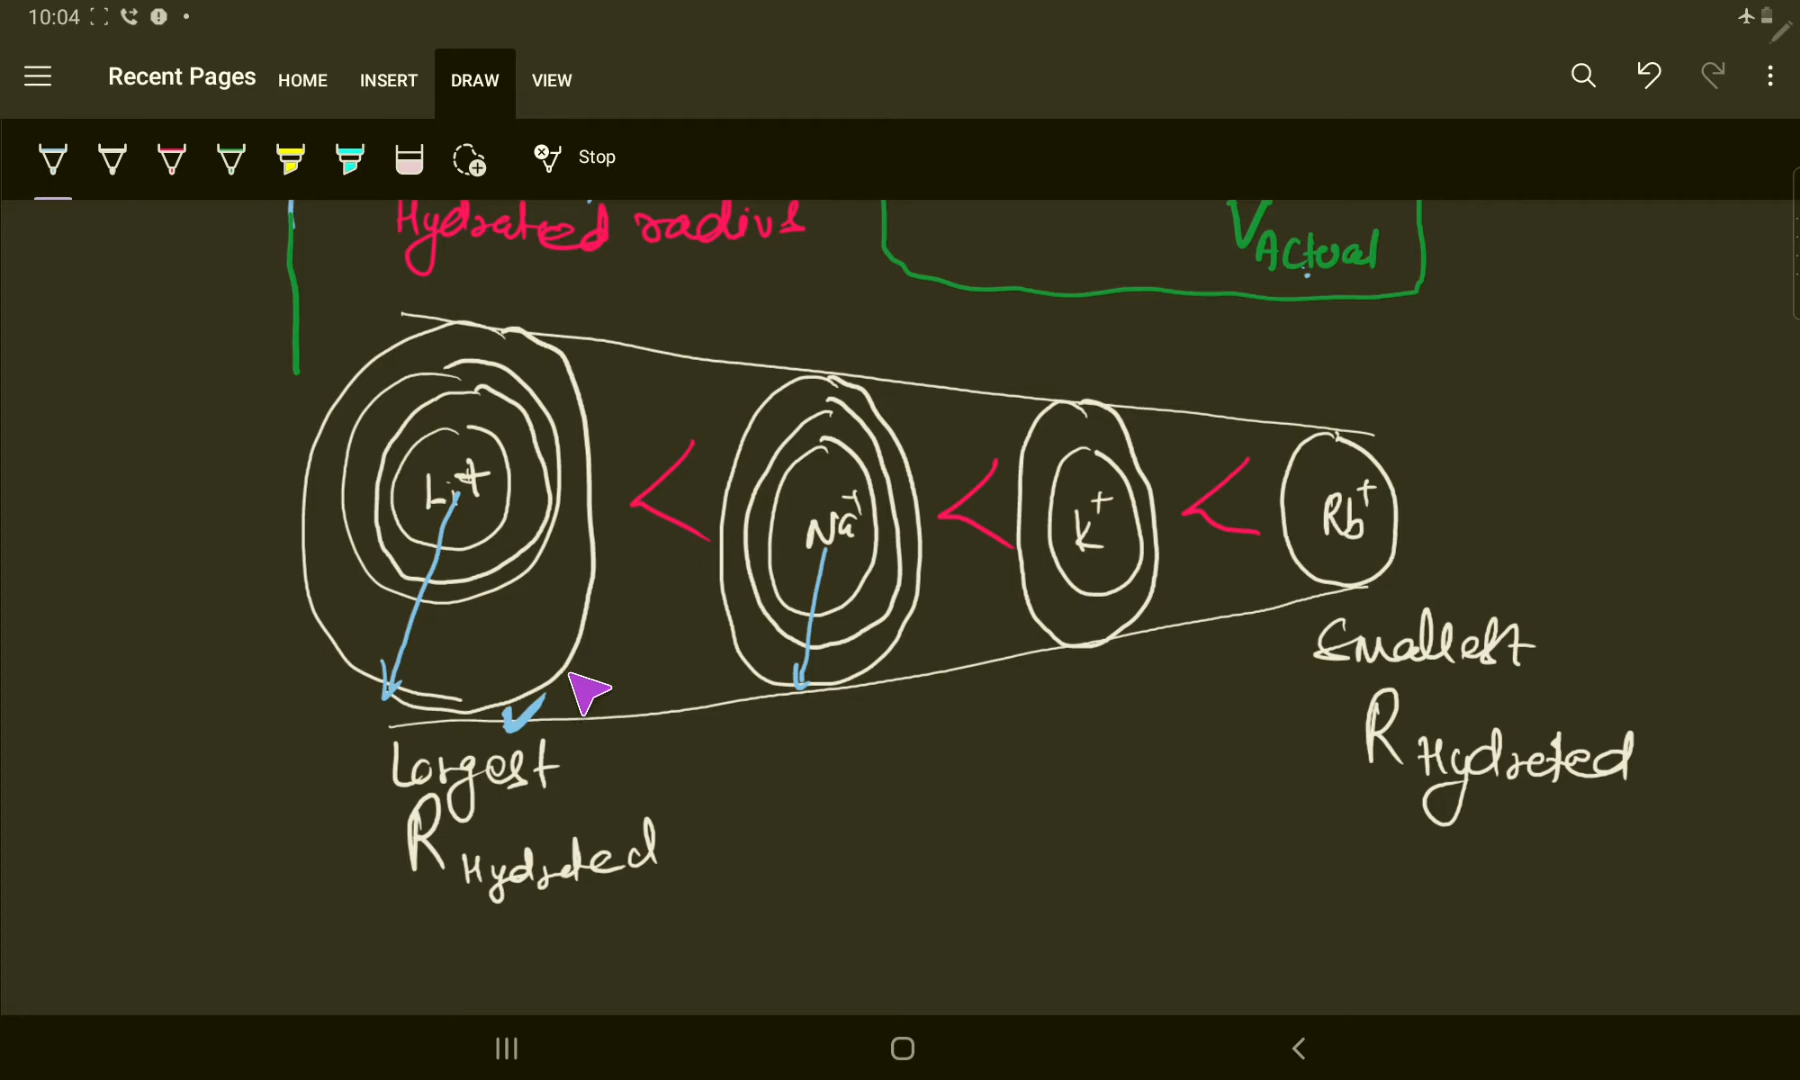 10:04
Recent Pages HOME INSERT DRAW VIEW
Stop
Hydrated radius
VActual
Li+ < Na+ < K+ < Rb+
Smallest
R Hydrated
Largest
R Hydrated